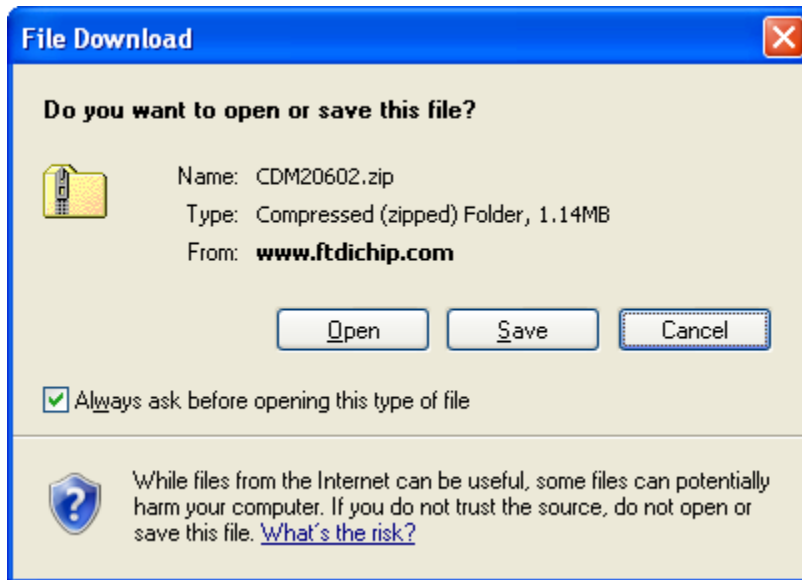 File Download
Do you want to open or save this file?
Name: CDM20602.zip
Type: Compressed (zipped) Folder, 1.14MB
From: www.ftdichip.com
Open Save Cancel
Always ask before opening this type of file
While files from the Internet can be useful, some files can potentially
harm your computer. If you do not trust the source, do not open or
save this file. What's the risk?